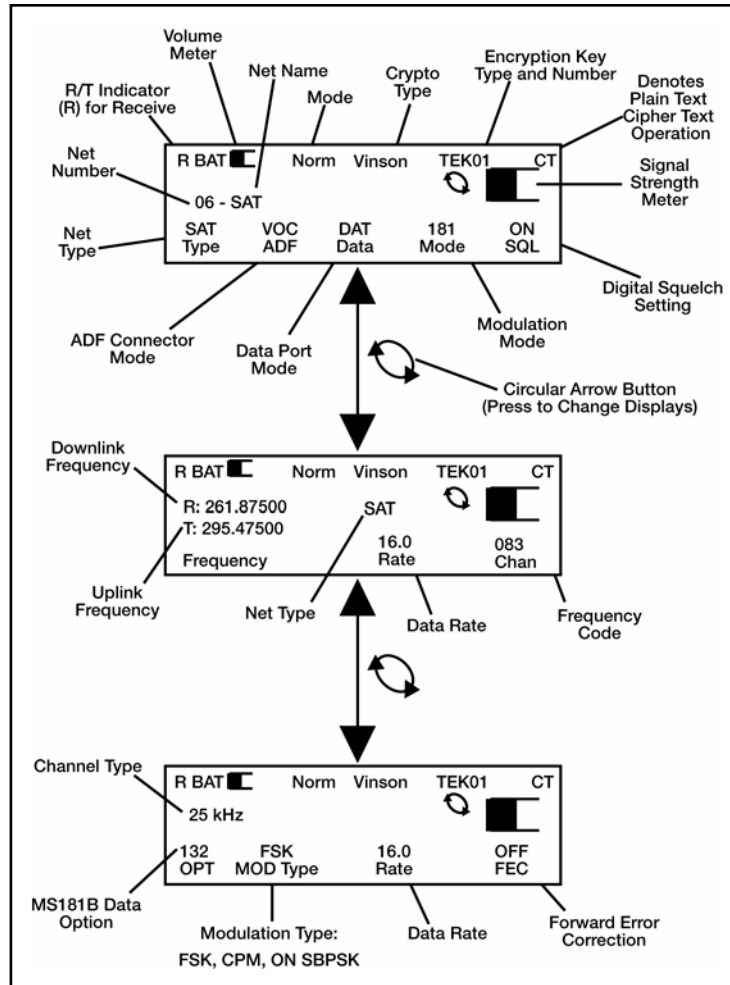 Volume
Meter
Net Name
Encryption Key
Type and Number
R/T Indicator
(R) for Receive
Mode
Crypto
Type
Denotes
Plain Text
Cipher Text
Operation
Net
Number
R BAT Norm Vinson TEK01 CT
06 - SAT
Signal
Strength
Meter
Net
Type
SAT VOC DAT 181 ON
Type ADF Data Mode SQL
Digital Squelch
Setting
ADF Connector
Mode
Data Port
Mode
Modulation
Mode
Circular Arrow Button
(Press to Change Displays)
Downlink
Frequency
R BAT Norm Vinson TEK01 CT
R: 261.87500 SAT
T: 295.47500
16.0 083
Frequency Rate Chan
Uplink
Frequency
Net Type
Data Rate
Frequency
Code
Channel Type
R BAT Norm Vinson TEK01 CT
25 kHz
132 FSK 16.0 OFF
OPT MOD Type Rate FEC
MS181B Data
Option
Modulation Type:
FSK, CPM, ON SBPSK
Data Rate
Forward Error
Correction